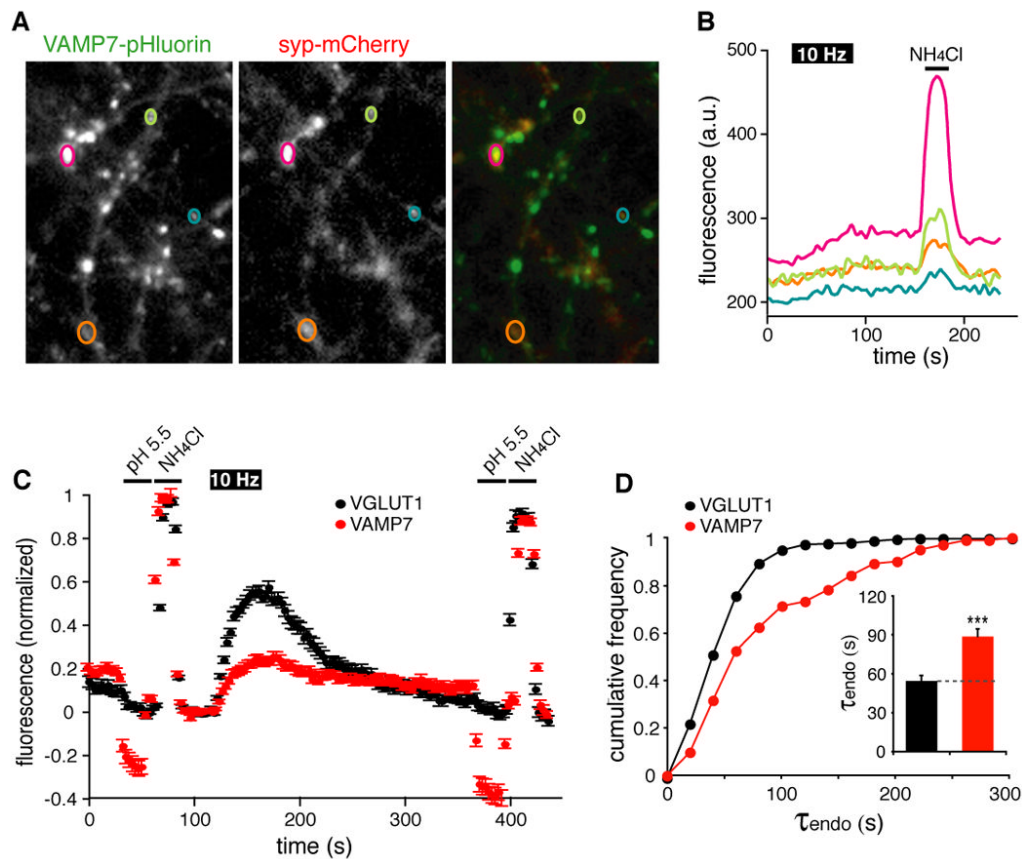 A
VAMP7-pHluorin
syp-mCherry
B
10 Hz
NH4Cl
500
400
300
200
fluorescence (a.u.)
0
100
200
time (s)
C
pH 5.5
NH4Cl
10 Hz
pH 5.5
NH4Cl
VGLUT1
VAMP7
1
0.8
0.6
0.4
0.2
0
-0.2
-0.4
fluorescence (normalized)
0
100
200
300
400
time (s)
D
VGLUT1
VAMP7
1
0.8
0.6
0.4
0.2
0
cumulative frequency
0
100
200
300
τendo (s)
120
90
60
30
0
τendo (s)
***